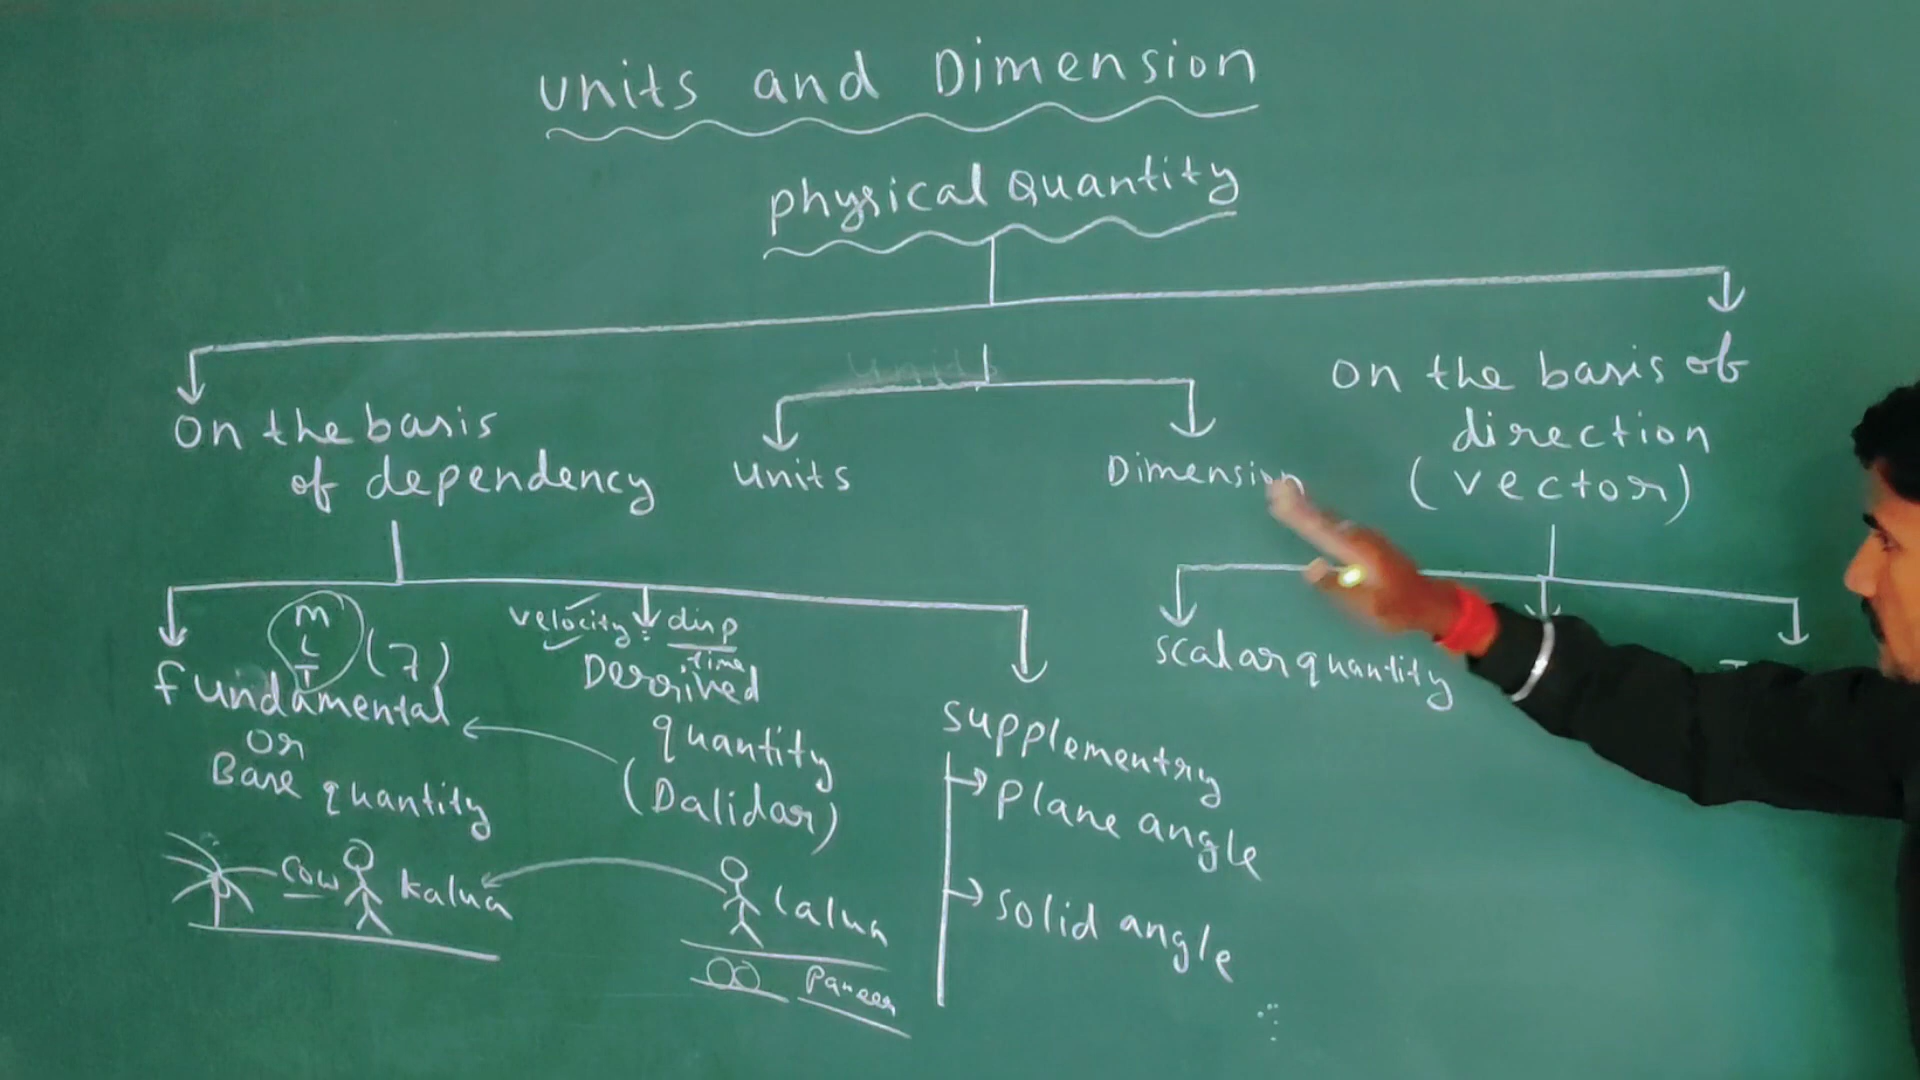 Units and Dimension
physical Quantity
On the basis
of dependency
Units
Dimension
On the basis of
direction
(vector)
M
L
T
(7)
fundamental
or
Base quantity
velocity = disp
time
Derived
quantity
(Dalidar)
supplementry
Plane angle
solid angle
scalar quantity
cow
kalua
lalua
Paneer